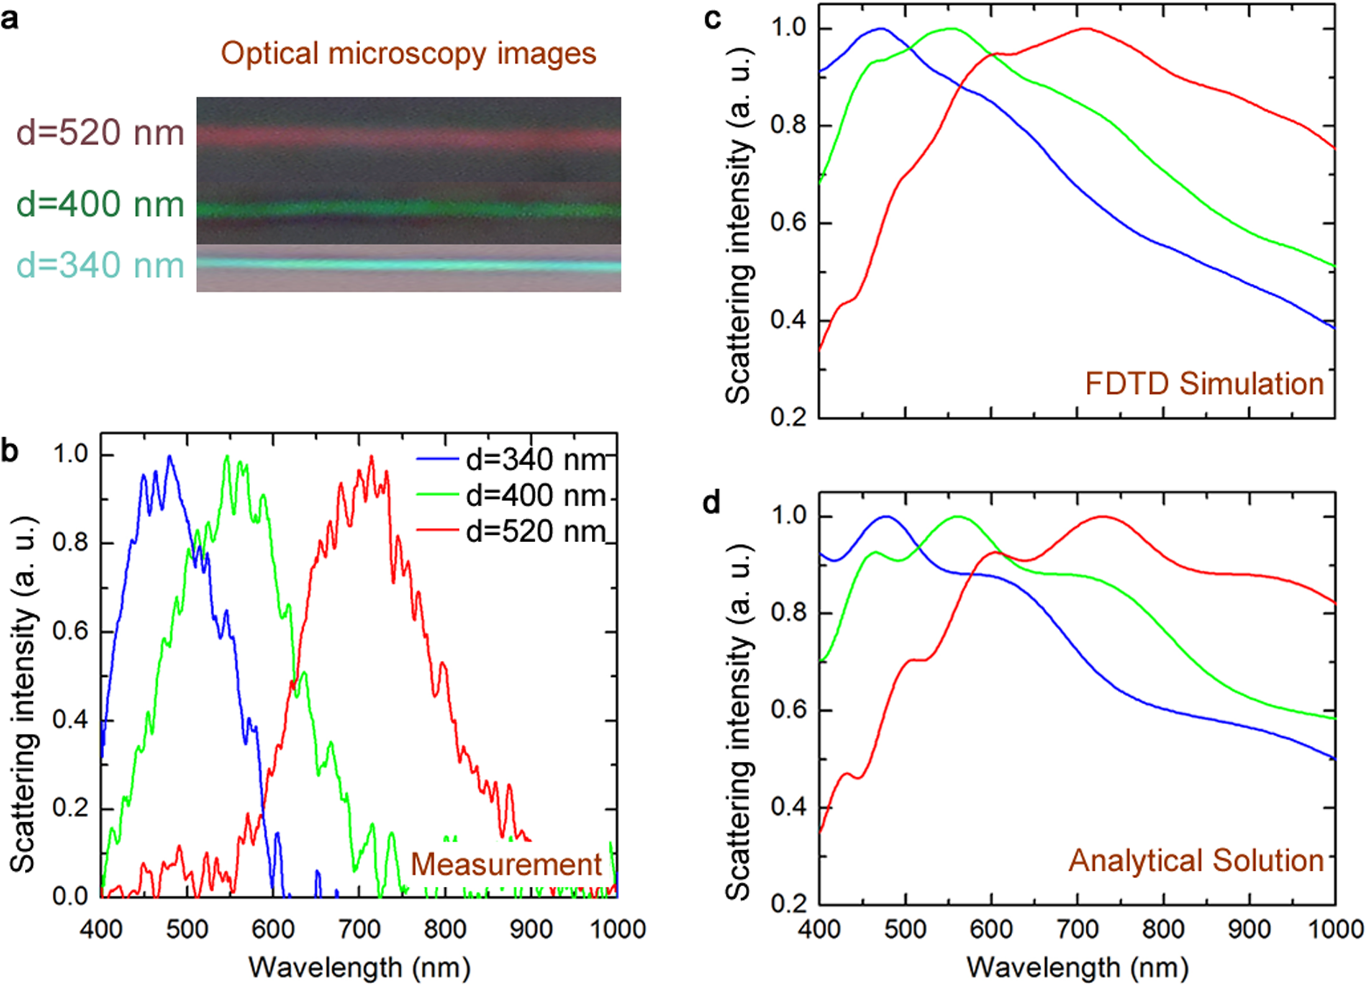 a
Optical microscopy images
d=520 nm
d=400 nm
d=340 nm
b
1.0
0.8
0.6
0.4
0.2
0.0
Scattering intensity (a. u.)
d=340 nm
d=400 nm
d=520 nm
Measurement
400 500 600 700 800 900 1000
Wavelength (nm)
c
1.0
0.8
0.6
0.4
0.2
Scattering intensity (a. u.)
FDTD Simulation
d
1.0
0.8
0.6
0.4
0.2
Scattering intensity (a. u.)
Analytical Solution
400 500 600 700 800 900 1000
Wavelength (nm)